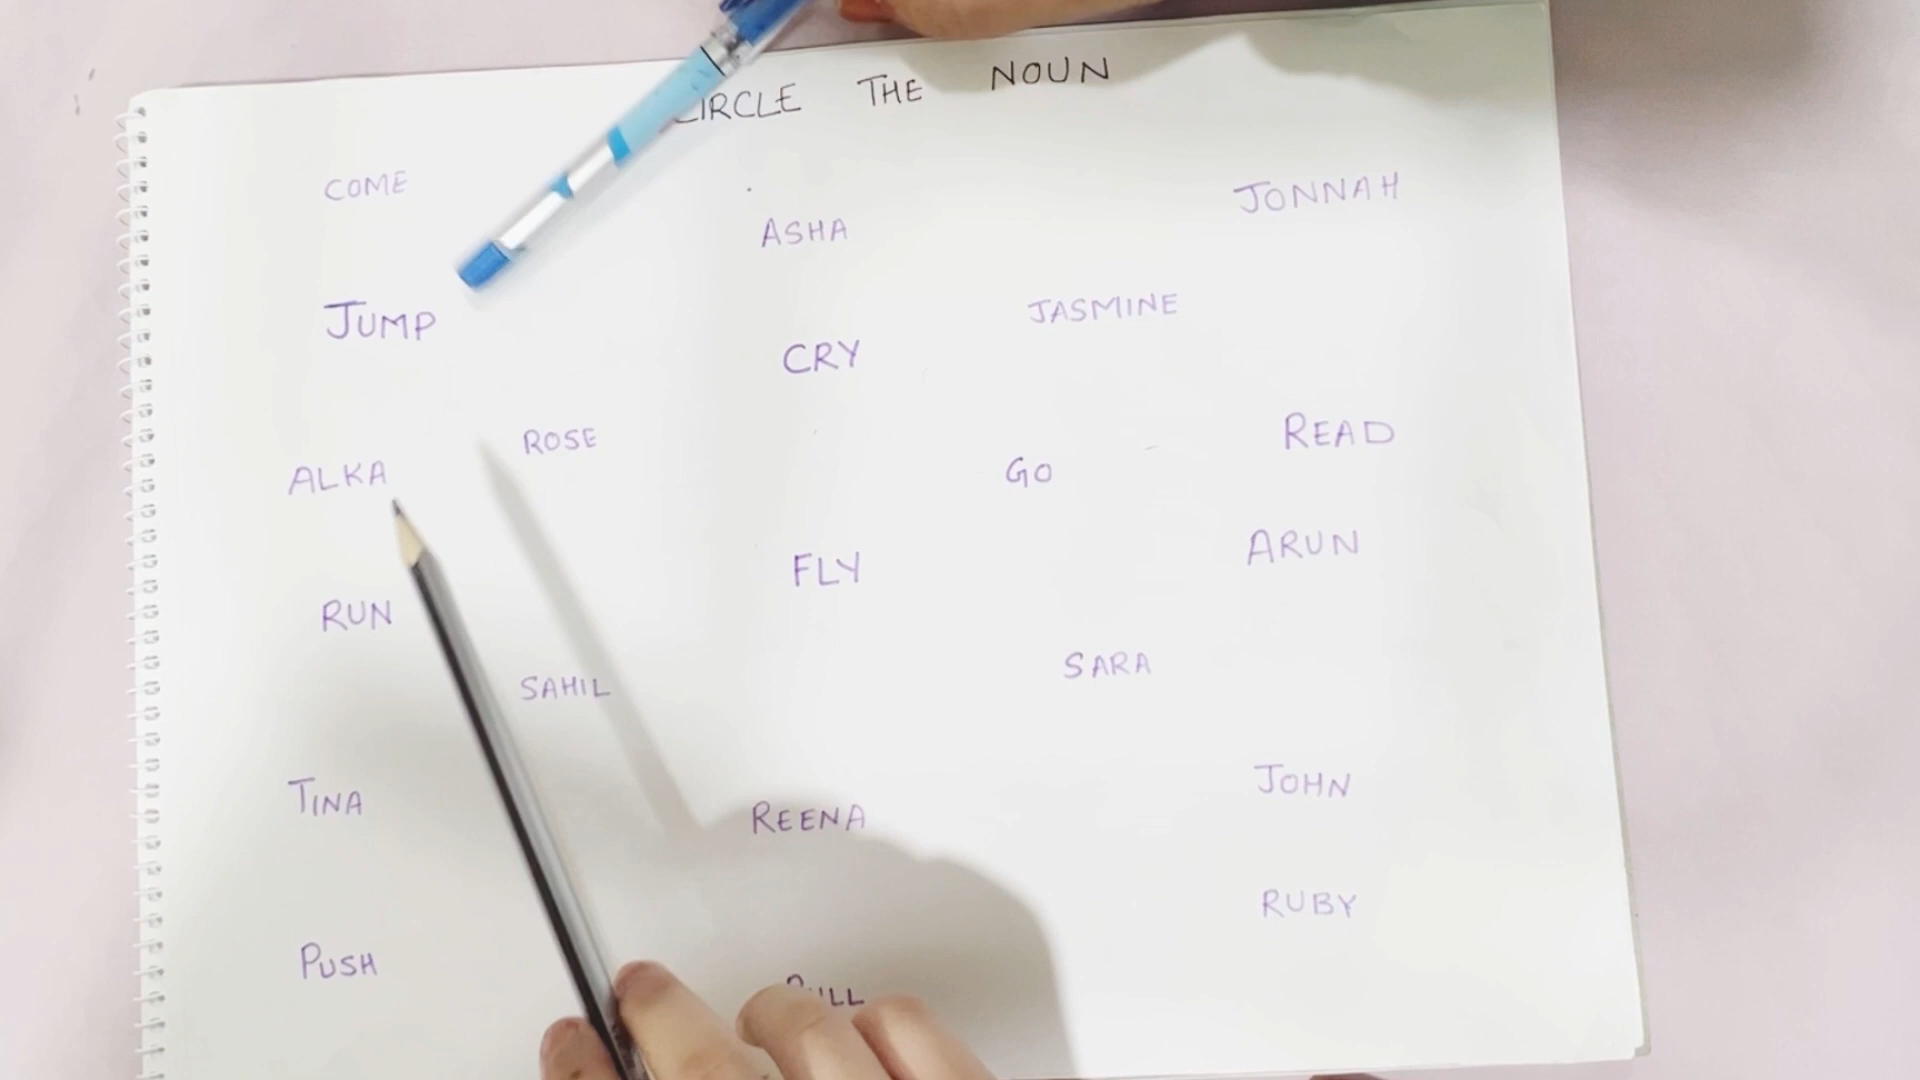 CIRCLE THE NOUN
COME
ASHA
JONNAH
JUMP
JASMINE
CRY
ROSE
READ
ALKA
GO
ARUN
FLY
RUN
SARA
SAHIL
JOHN
TINA
REENA
RUBY
PUSH
PULL